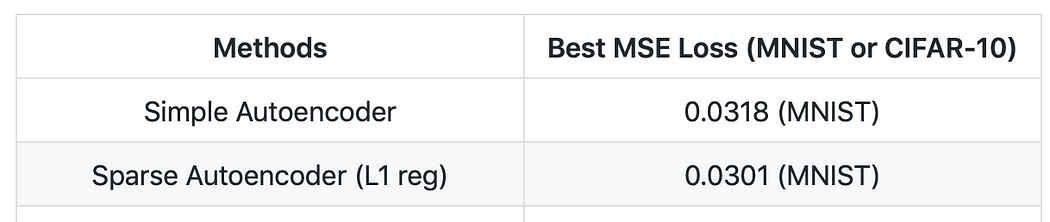 Methods Best MSE Loss (MNIST or CIFAR-10)
Simple Autoencoder 0.0318 (MNIST)
Sparse Autoencoder (L1 reg) 0.0301 (MNIST)